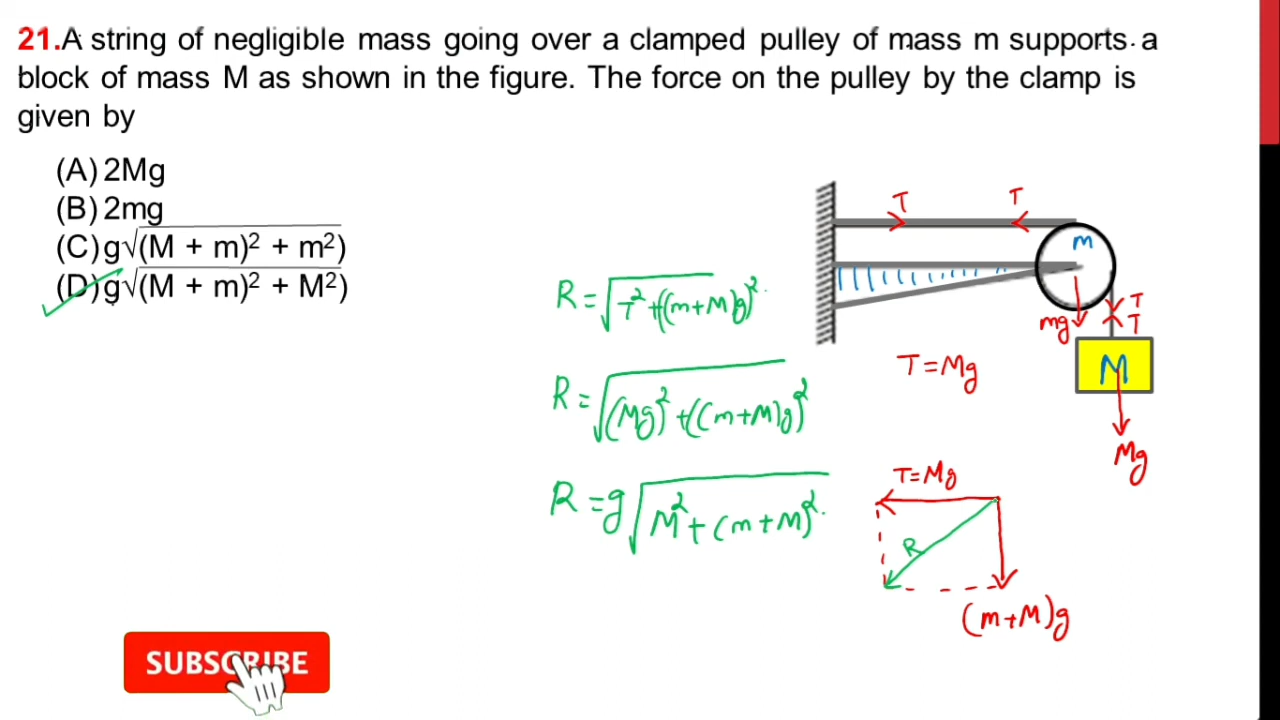 21.A string of negligible mass going over a clamped pulley of mass m supports a
block of mass M as shown in the figure. The force on the pulley by the clamp is
given by
(A) 2Mg
(B) 2mg
(C) g√(M + m)² + m²)
(D) g√(M + m)² + M²)
T T
m
R = √T² + ((m+M)g)²
T
T
mg
T = Mg
M
R = √(Mg)² + ((m+M)g)²
Mg
T = Mg
R = g√M² + (m+M)²
R
(m+M)g
SUBSCRIBE